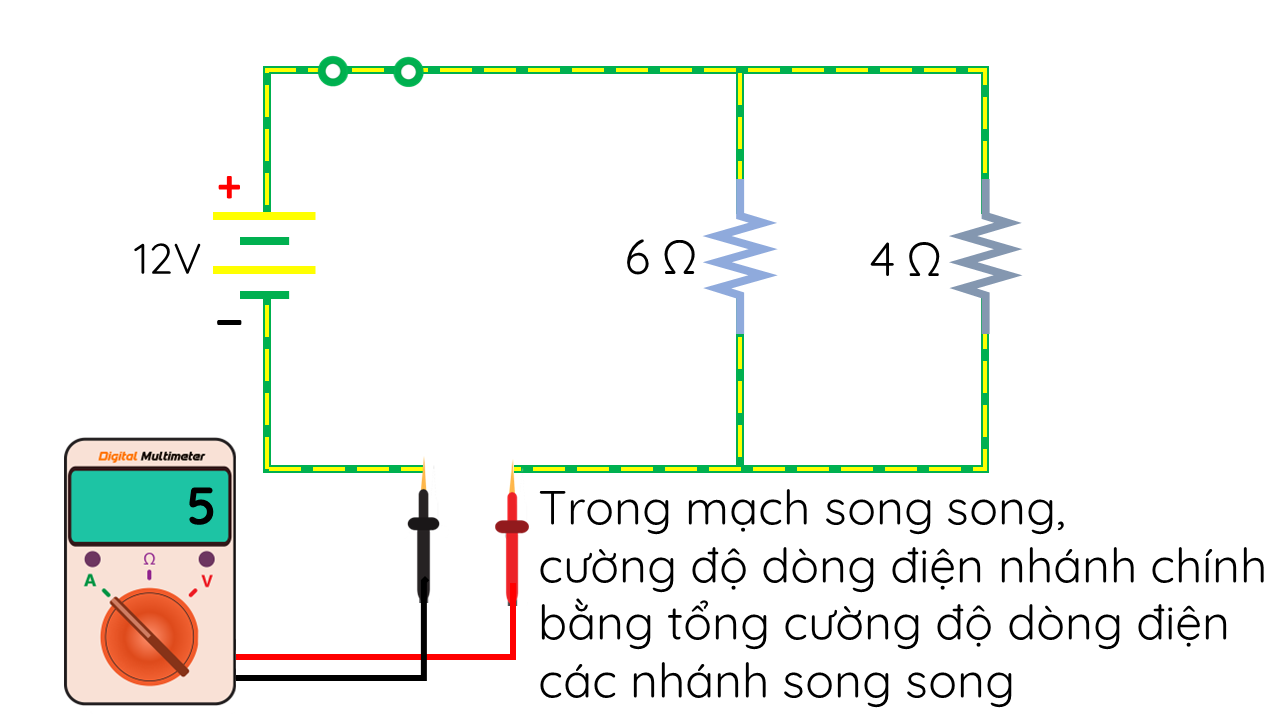 +
12V
6 Ω
4 Ω
−
Digital Multimeter
5
Ω
A
V
Trong mạch song song,
cường độ dòng điện nhánh chính
bằng tổng cường độ dòng điện
các nhánh song song